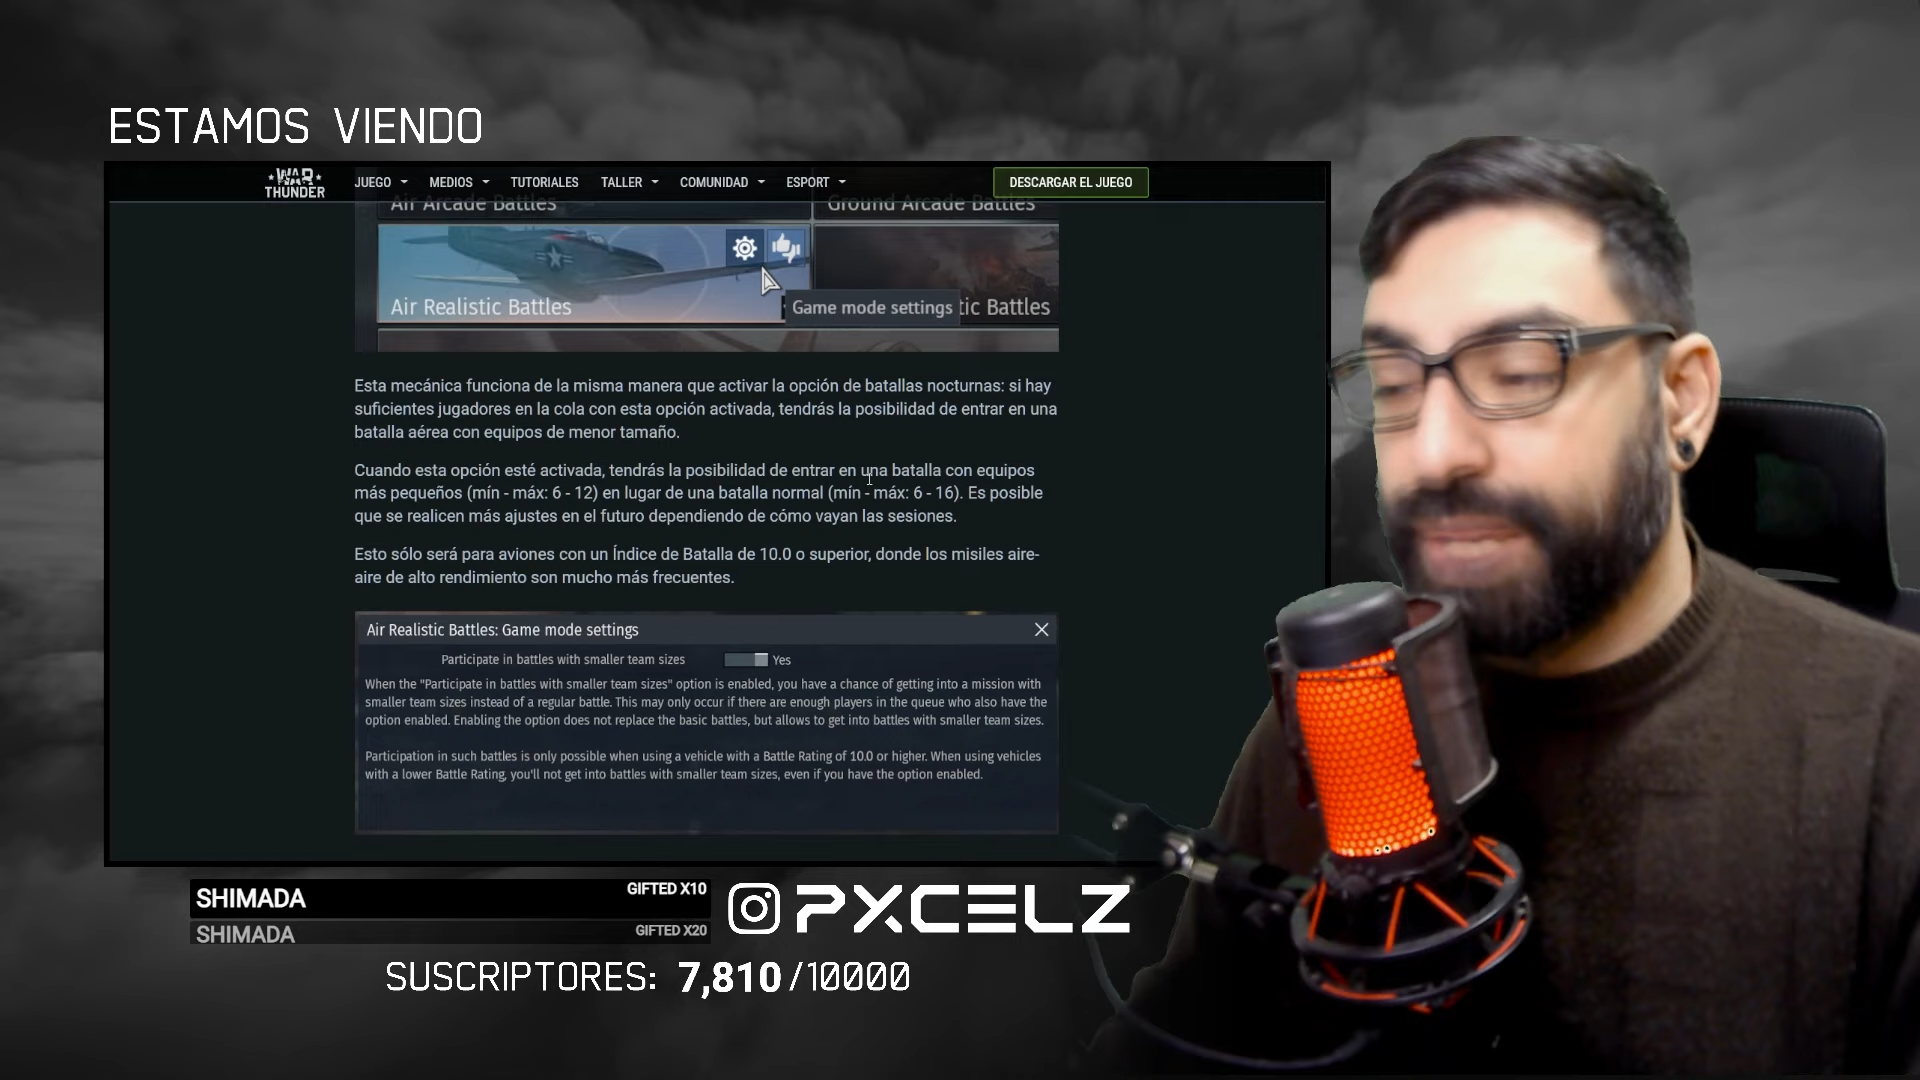 ESTAMOS VIENDO
WAR THUNDER
JUEGO MEDIOS TUTORIALES TALLER COMUNIDAD ESPORT DESCARGAR EL JUEGO
Air Arcade Battles Ground Arcade Battles
Air Realistic Battles Game mode settings tic Battles
Esta mecánica funciona de la misma manera que activar la opción de batallas nocturnas: si hay
suficientes jugadores en la cola con esta opción activada, tendrás la posibilidad de entrar en una
batalla aérea con equipos de menor tamaño.
Cuando esta opción esté activada, tendrás la posibilidad de entrar en una batalla con equipos
más pequeños (mín - máx: 6 - 12) en lugar de una batalla normal (mín - máx: 6 - 16). Es posible
que se realicen más ajustes en el futuro dependiendo de cómo vayan las sesiones.
Esto sólo será para aviones con un Índice de Batalla de 10.0 o superior, donde los misiles aire-
aire de alto rendimiento son mucho más frecuentes.
Air Realistic Battles: Game mode settings
Participate in battles with smaller team sizes Yes
When the "Participate in battles with smaller team sizes" option is enabled, you have a chance of getting into a mission with
smaller team sizes instead of a regular battle. This may only occur if there are enough players in the queue who also have the
option enabled. Enabling the option does not replace the basic battles, but allows to get into battles with smaller team sizes.
Participation in such battles is only possible when using a vehicle with a Battle Rating of 10.0 or higher. When using vehicles
with a lower Battle Rating, you'll not get into battles with smaller team sizes, even if you have the option enabled.
SHIMADA GIFTED X10
SHIMADA GIFTED X20
PXCELZ
SUSCRIPTORES: 7,810/10000